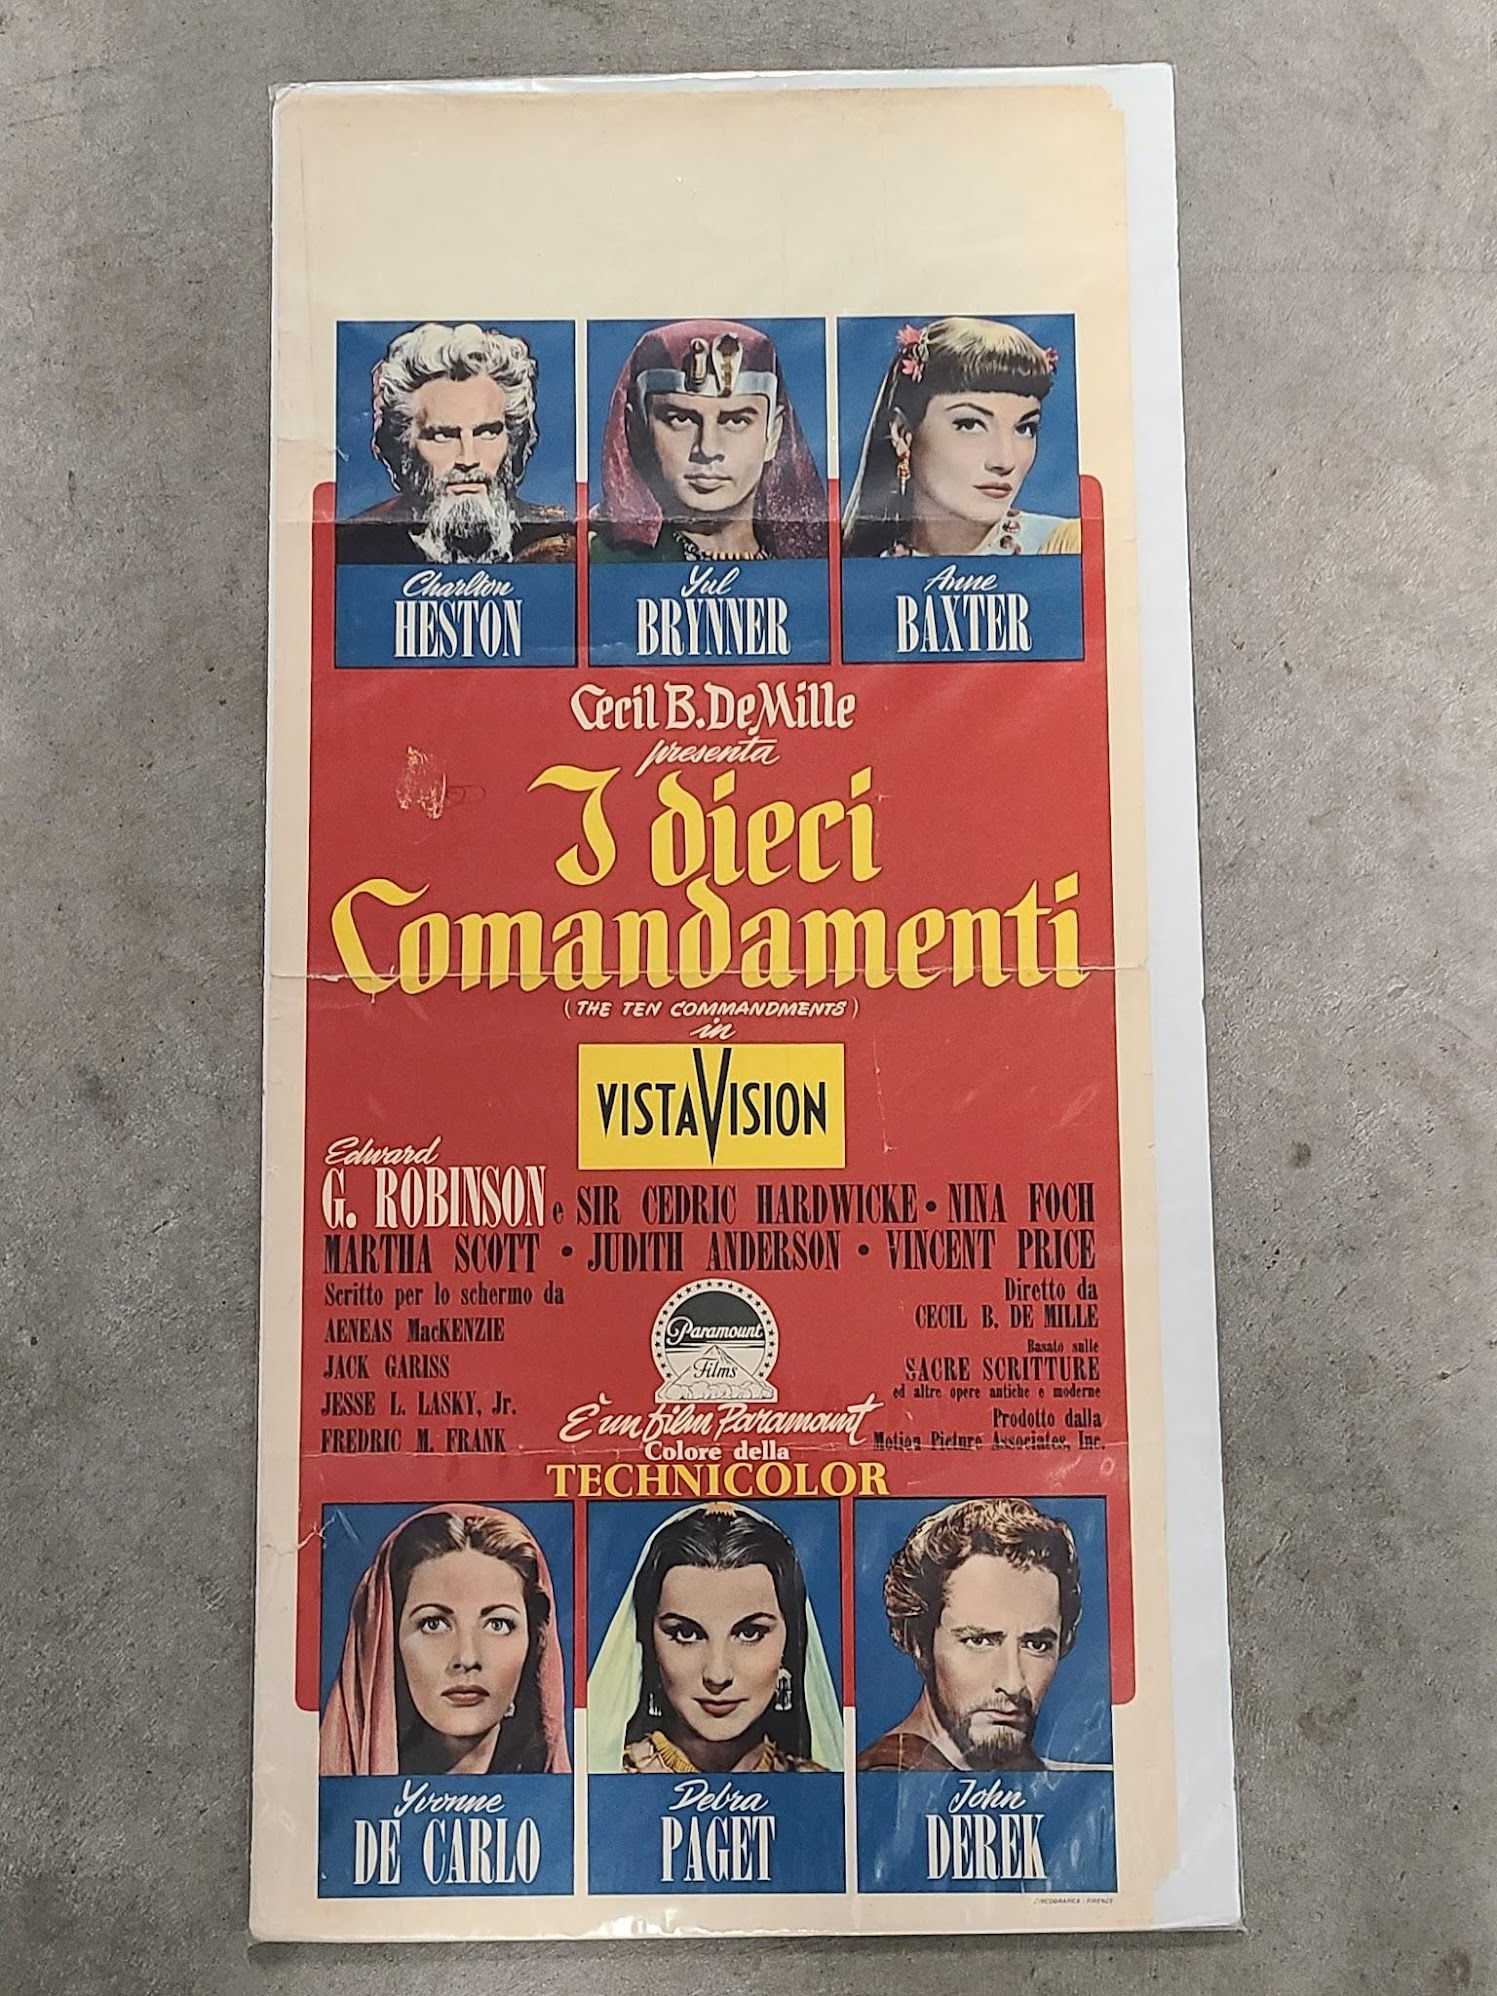 Charlton
HESTON
Yul
BRYNNER
Anne
BAXTER
Cecil B. DeMille
presenta
I dieci
Comandamenti
(THE TEN COMMANDMENTS)
in
VISTAVISION
Edward
G. ROBINSON e SIR CEDRIC HARDWICKE • NINA FOCH
MARTHA SCOTT • JUDITH ANDERSON • VINCENT PRICE
Scritto per lo schermo da
AENEAS MacKENZIE
JACK GARISS
JESSE L. LASKY, Jr.
FREDRIC M. FRANK
Paramount
Films
È un film Paramount
Colore della
TECHNICOLOR
Diretto da
CECIL B. DE MILLE
Basato sulle
SACRE SCRITTURE
ed altre opere antiche e moderne
Prodotto dalla
Motion Picture Associates, Inc.
Yvonne
DE CARLO
Debra
PAGET
John
DEREK
ZINCOGRAFICA - FIRENZE